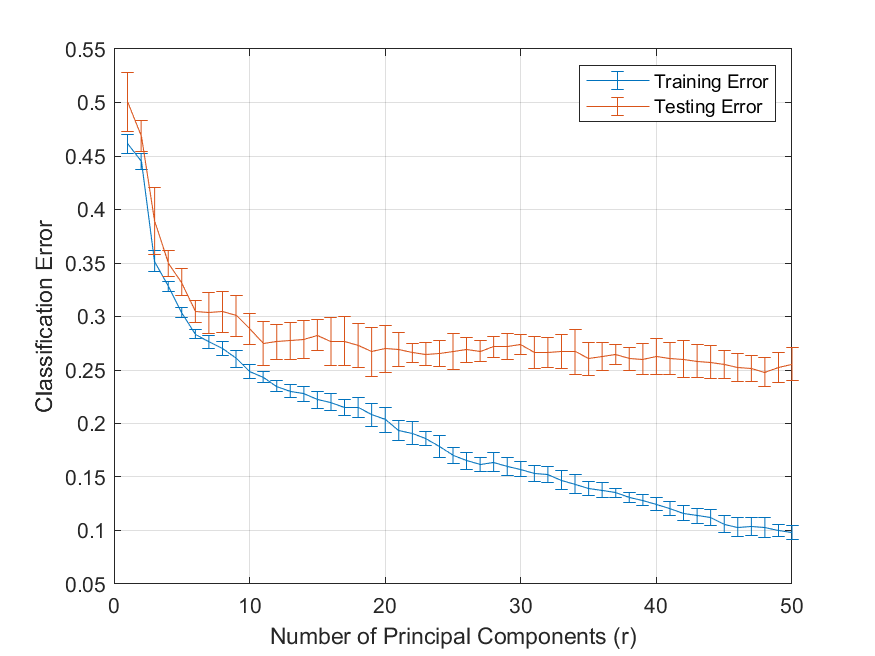 0.55
0.5
0.45
0.4
0.35
0.3
0.25
0.2
0.15
0.1
0.05
Classification Error
Training Error
Testing Error
0 10 20 30 40 50
Number of Principal Components (r)